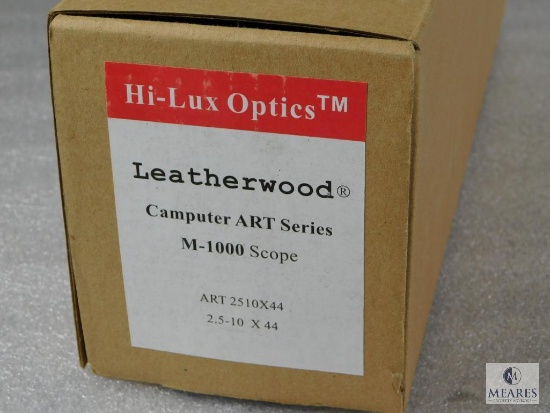 Hi-Lux Optics™
Leatherwood®
Camputer ART Series
M-1000 Scope
ART 2510X44
2.5-10 X 44
M
MEARES